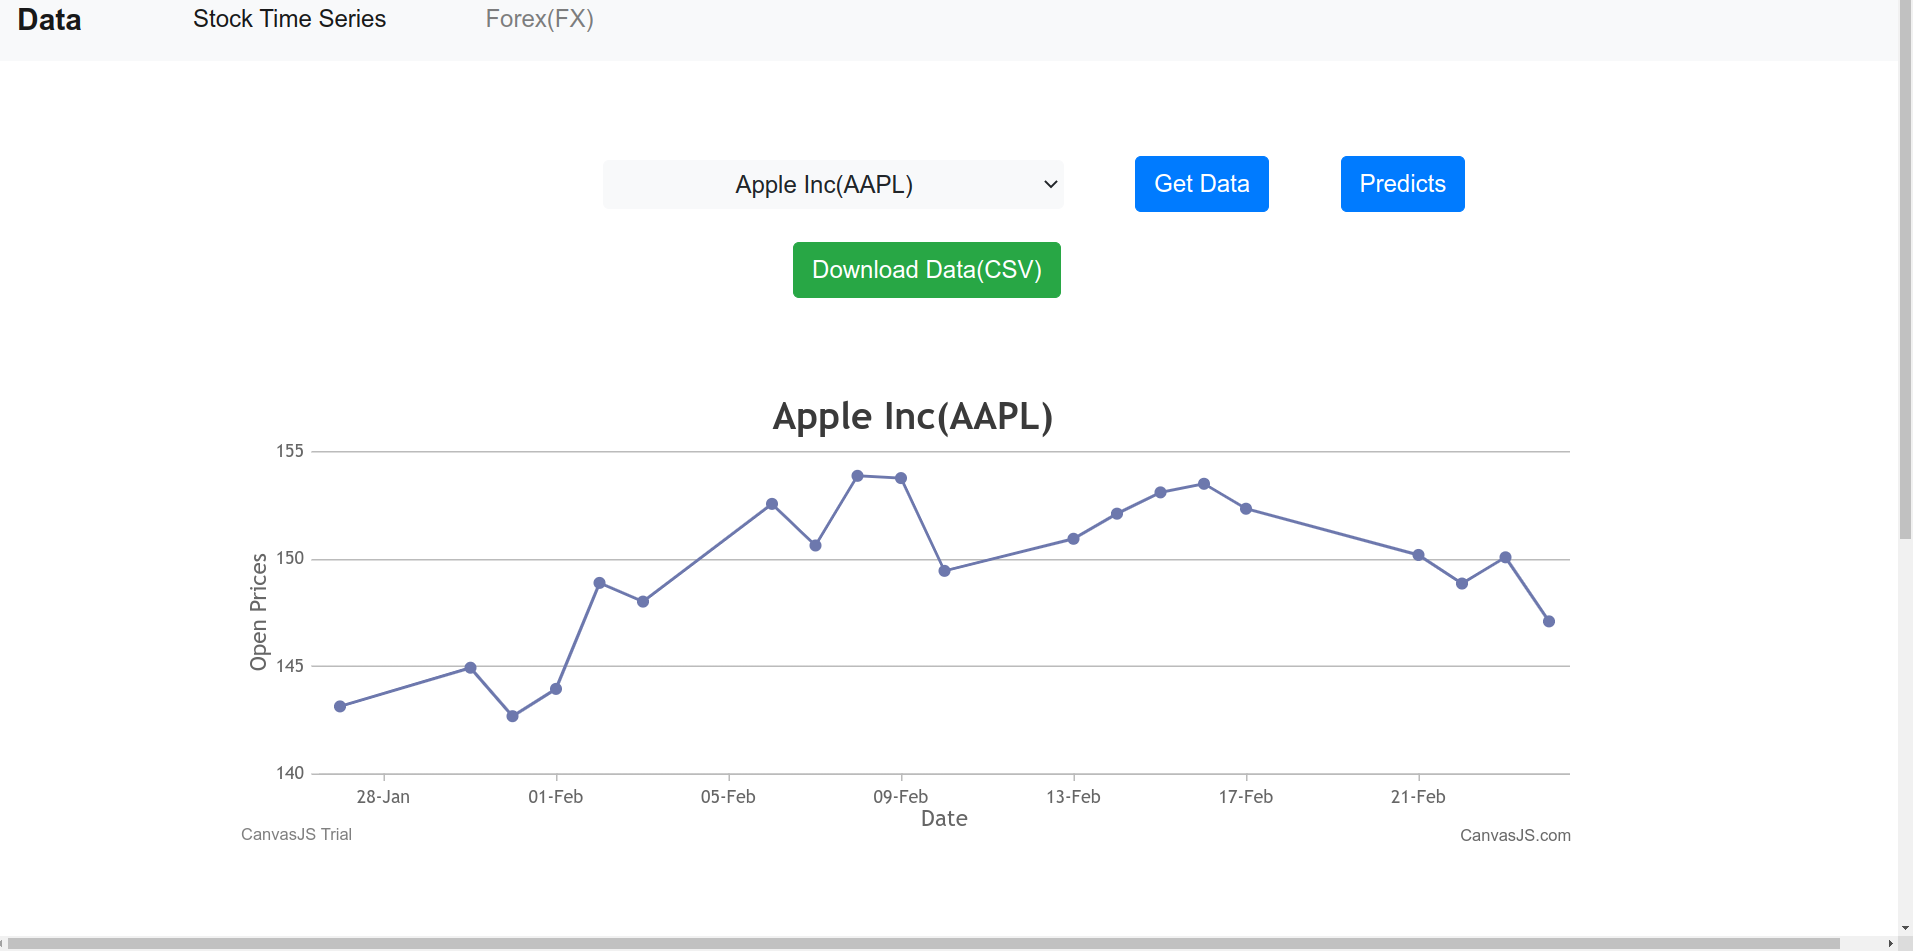 Data Stock Time Series Forex(FX)
Apple Inc(AAPL) Get Data Predicts
Download Data(CSV)
Apple Inc(AAPL)
155
150
145
140
Open Prices
28-Jan 01-Feb 05-Feb 09-Feb 13-Feb 17-Feb 21-Feb
Date
CanvasJS Trial CanvasJS.com